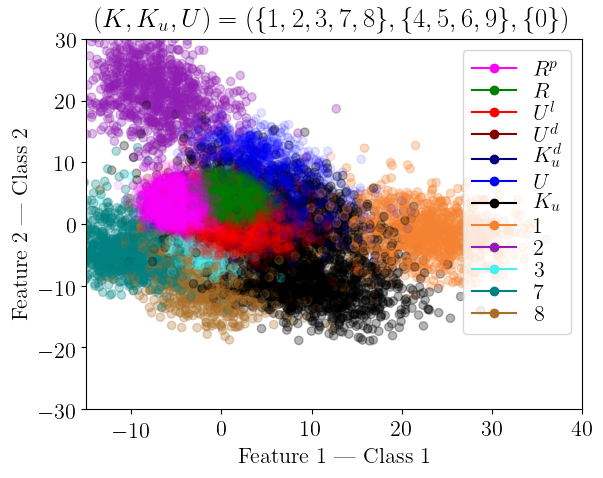 (K, K_u, U) = ({1, 2, 3, 7, 8}, {4, 5, 6, 9}, {0})
30
20
10
0
−10
−20
−30
Feature 2 — Class 2
R^p
R
U^l
U^d
K_u^d
U
K_u
1
2
3
7
8
−10
0
10
20
30
40
Feature 1 — Class 1